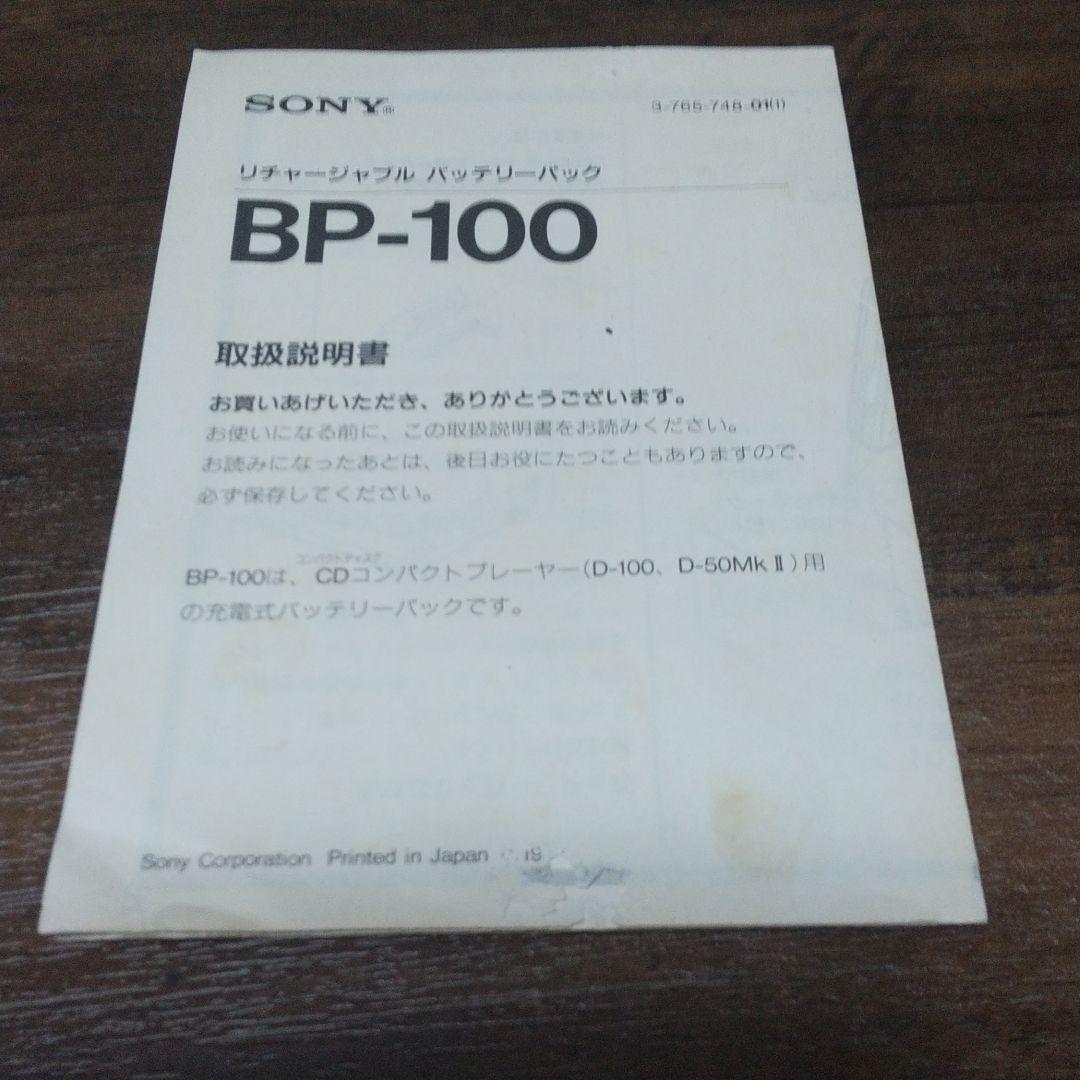 SONY®
3-765-748-01(1)
リチャージャブル バッテリーパック
BP-100
取扱説明書
お買いあげいただき、ありがとうございます。
お使いになる前に、この取扱説明書をお読みください。
お読みになったあとは、後日お役にたつこともありますので、
必ず保存してください。
コンパクトディスク
BP-100は、CDコンパクトプレーヤー(D-100、D-50MkⅡ)用
の充電式バッテリーパックです。
Sony Corporation Printed in Japan